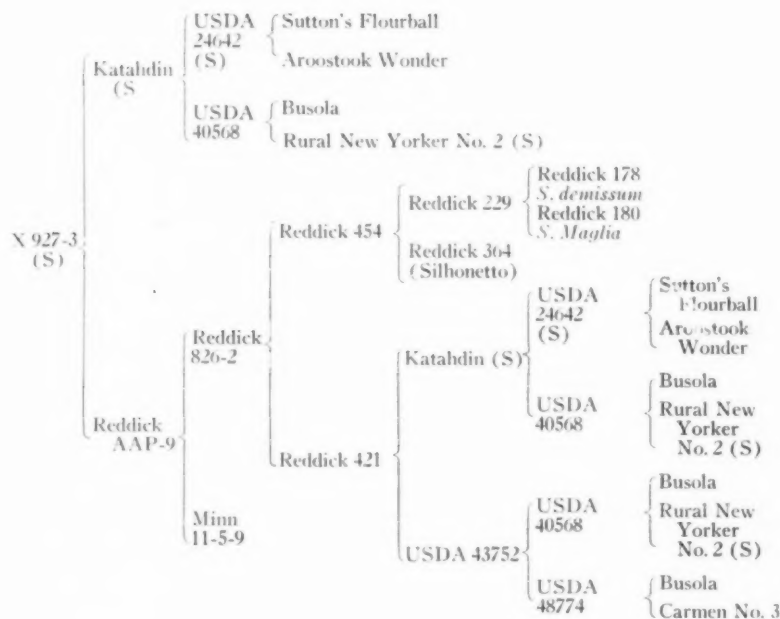 USDA
24642
(S)
Sutton's Flourball
Aroostook Wonder
Katahdin
(S
USDA
40568
Busola
Rural New Yorker No. 2 (S)
X 927-3
(S)
Reddick 454
Reddick 229
Reddick 178
S. demissum
Reddick 180
S. Maglia
Reddick 364
(Silhonetto)
Reddick
826-2
Reddick 421
Katahdin (S)
USDA
24642
(S)
Sutton's
Flourball
Aroostook
Wonder
USDA
40568
Busola
Rural New
Yorker
No. 2 (S)
USDA 43752
USDA
40568
Busola
Rural New
Yorker
No. 2 (S)
USDA
48774
Busola
Carmen No. 3
Reddick
AAP-9
Minn
11-5-9